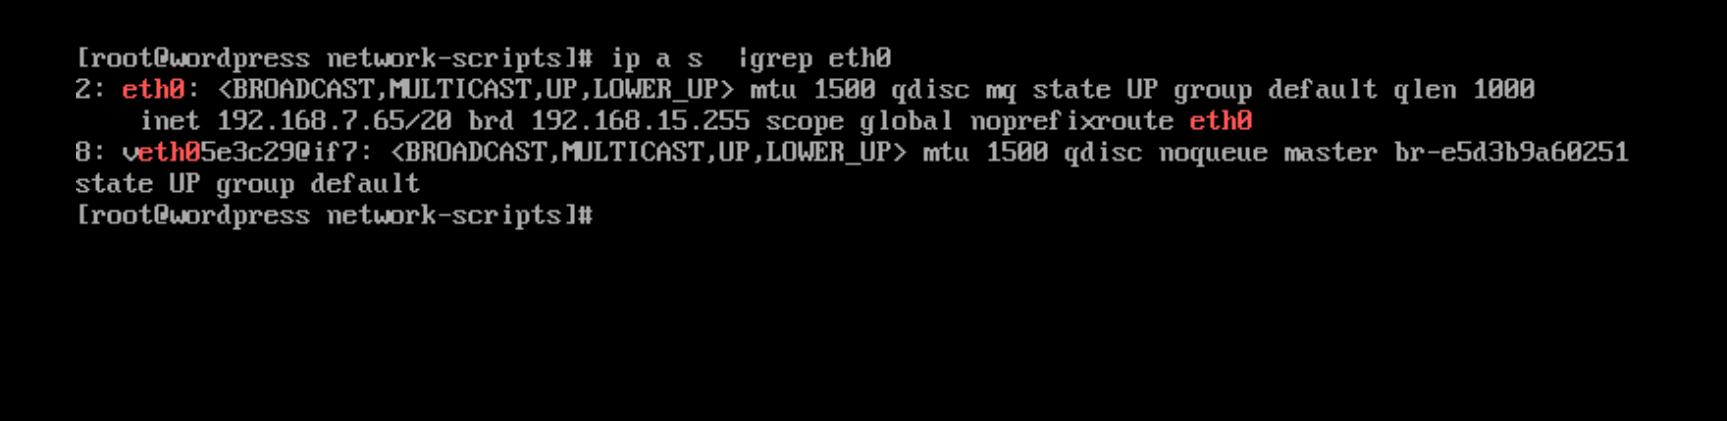 [root@wordpress network-scripts]# ip a s  |grep eth0
2: eth0: <BROADCAST,MULTICAST,UP,LOWER_UP> mtu 1500 qdisc mq state UP group default qlen 1000
    inet 192.168.7.65/20 brd 192.168.15.255 scope global noprefixroute eth0
8: veth05e3c29@if7: <BROADCAST,MULTICAST,UP,LOWER_UP> mtu 1500 qdisc noqueue master br-e5d3b9a60251
state UP group default
[root@wordpress network-scripts]#